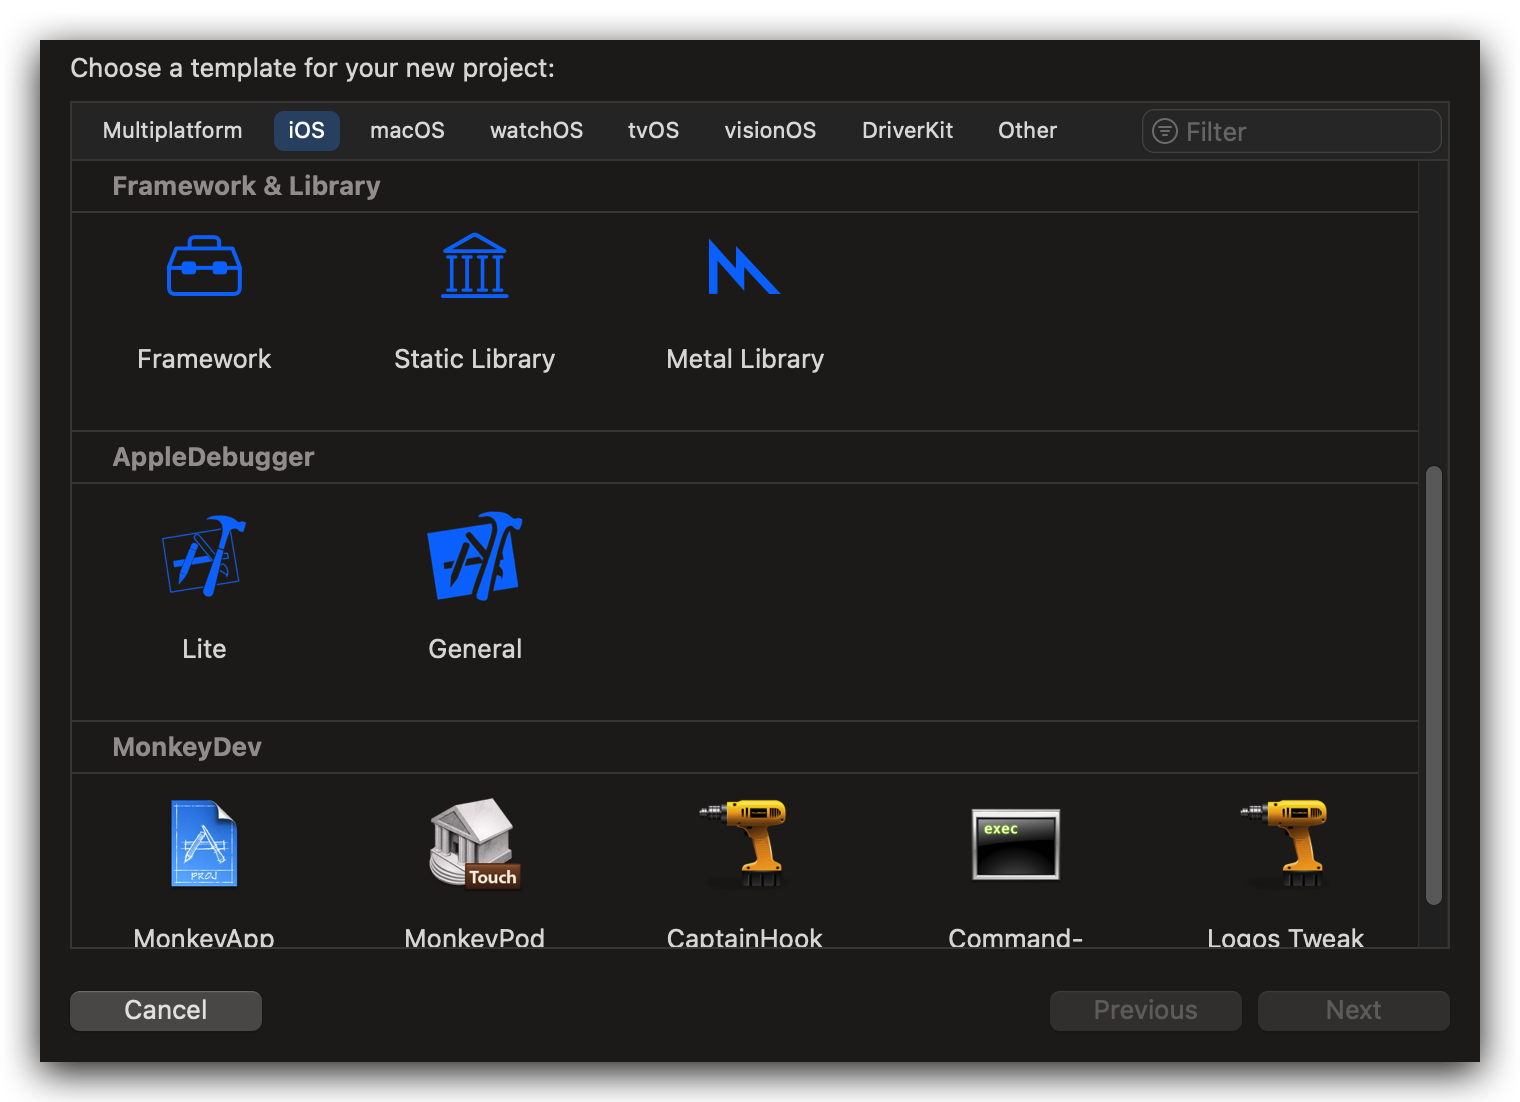 Choose a template for your new project:
Multiplatform iOS macOS watchOS tvOS visionOS DriverKit Other Filter
Framework & Library
Framework Static Library Metal Library
AppleDebugger
Lite General
MonkeyDev
PROJ Touch exec
MonkeyApp MonkeyPod CaptainHook Command- Logos Tweak
Cancel Previous Next